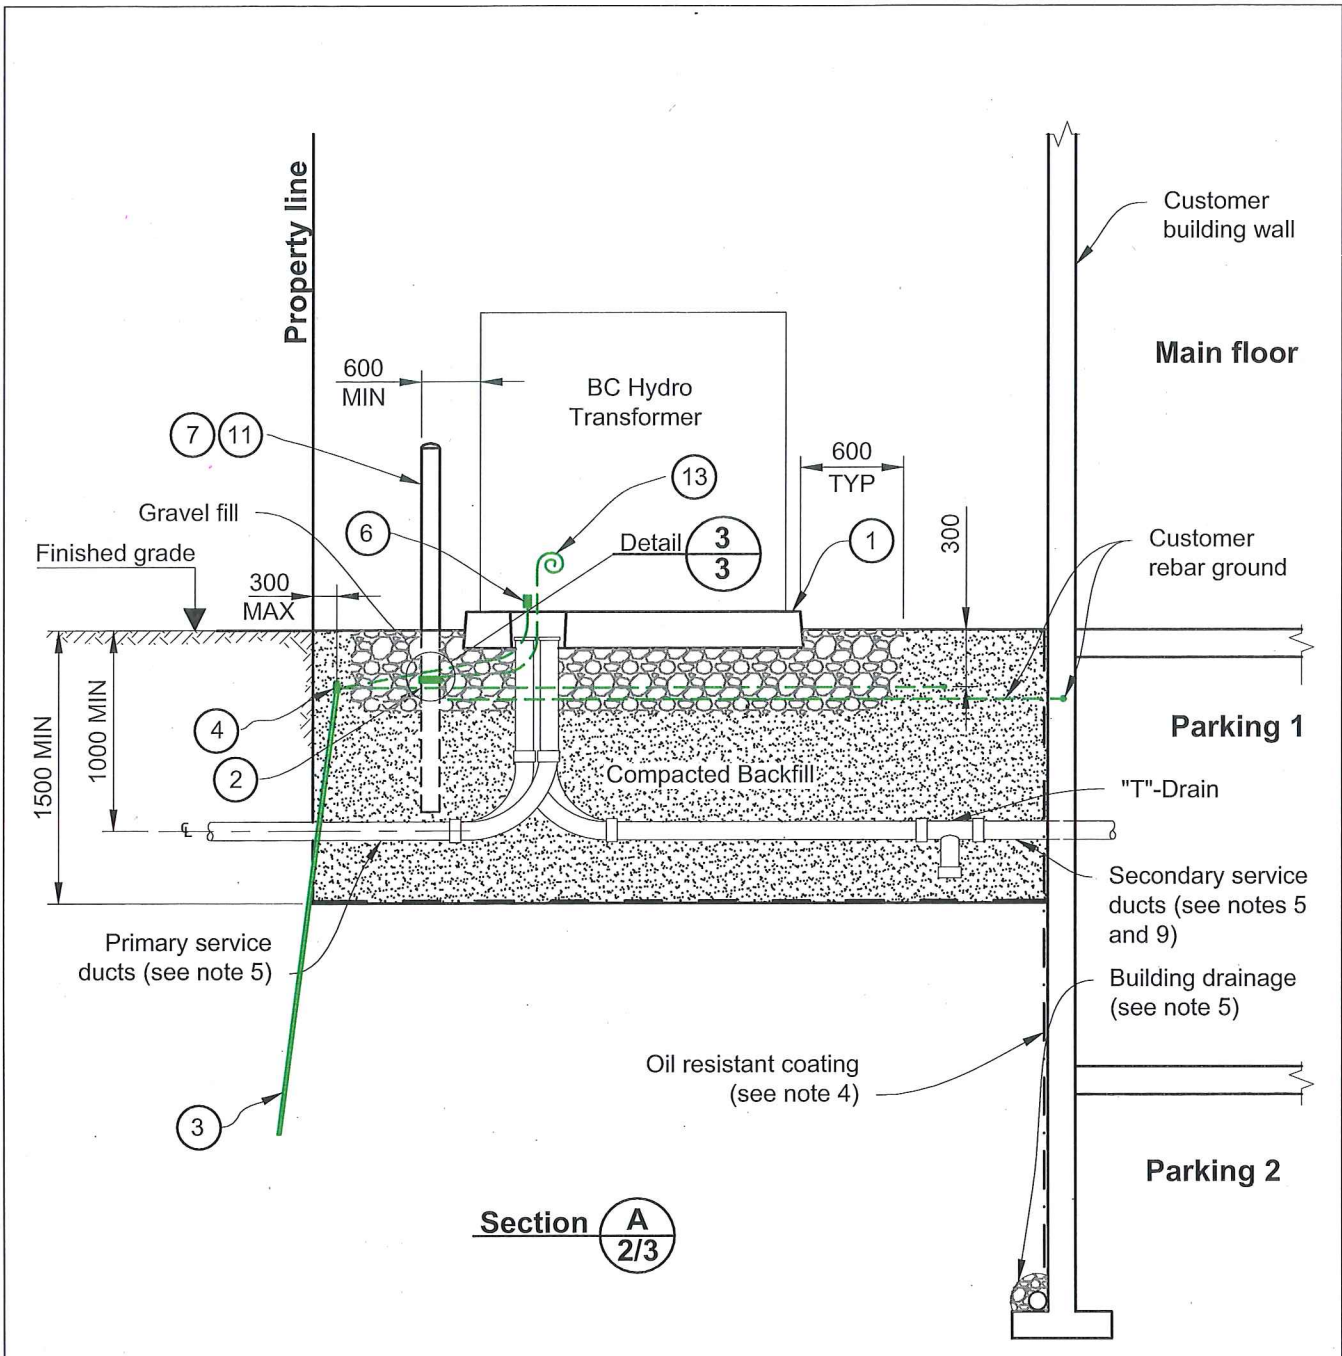 Property line
Customer
building wall
Main floor
600
MIN
BC Hydro
Transformer
7
11
600
TYP
13
Gravel fill
6
Detail
3
3
1
300
Customer
rebar ground
Finished grade
300
MAX
4
2
1500 MIN
1000 MIN
Parking 1
Compacted Backfill
"T"-Drain
℄
Secondary service
ducts (see notes 5
and 9)
Primary service
ducts (see note 5)
Building drainage
(see note 5)
Oil resistant coating
(see note 4)
3
Parking 2
Section
A
2/3